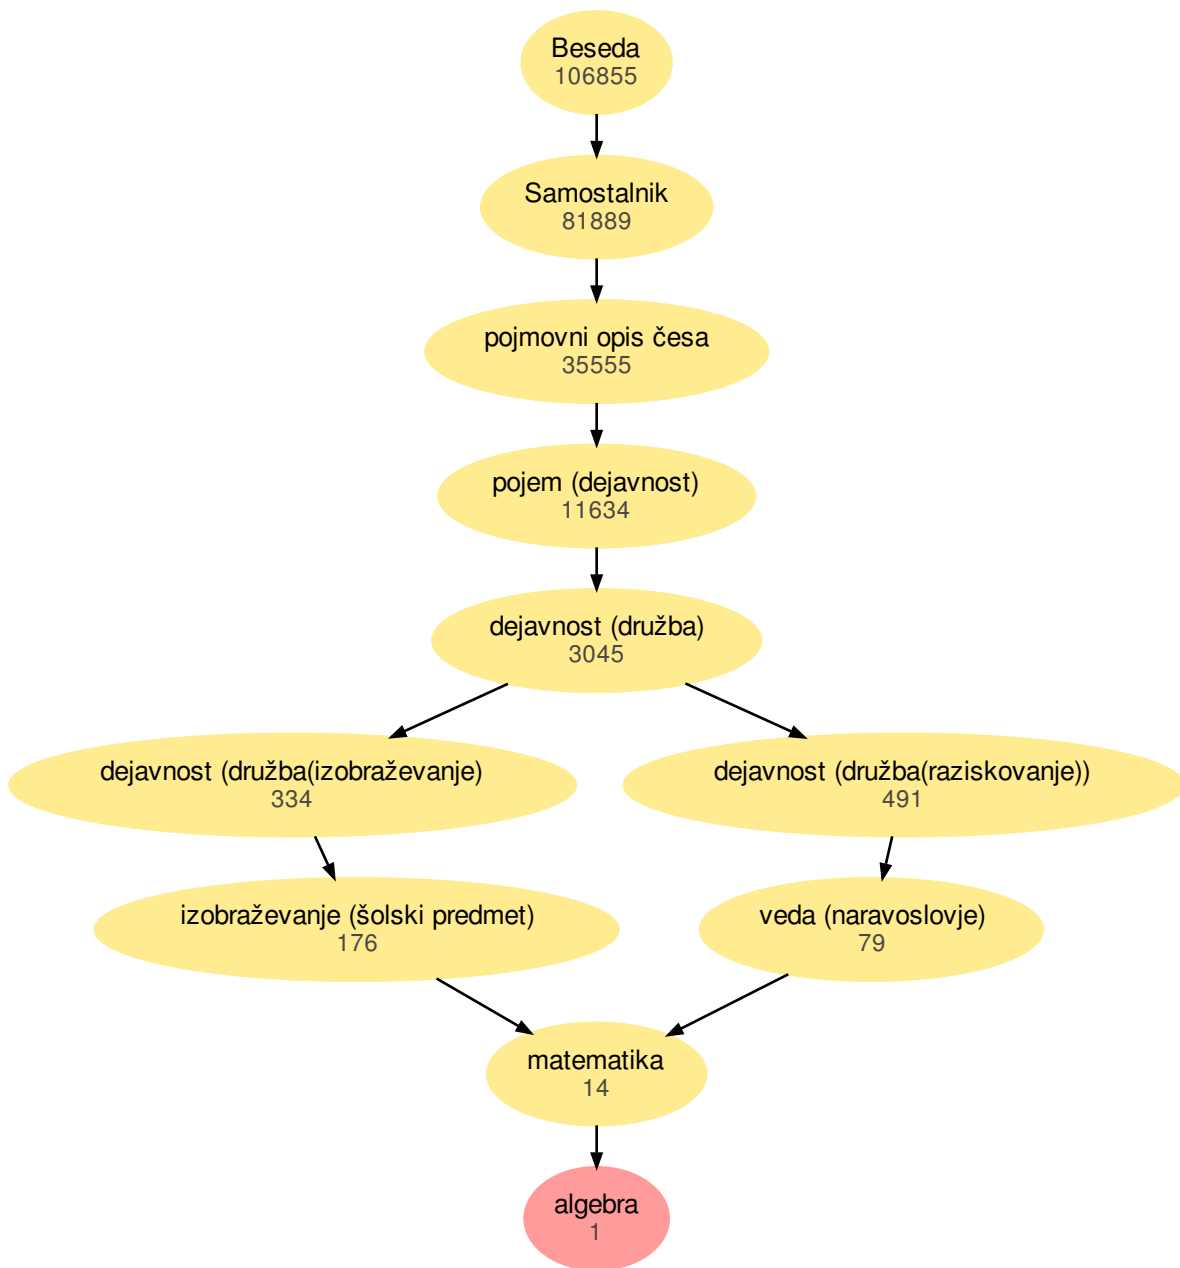 Beseda
106855
Samostalnik
81889
pojmovni opis česa
35555
pojem (dejavnost)
11634
dejavnost (družba)
3045
dejavnost (družba(izobraževanje)
334
dejavnost (družba(raziskovanje))
491
izobraževanje (šolski predmet)
176
veda (naravoslovje)
79
matematika
14
algebra
1